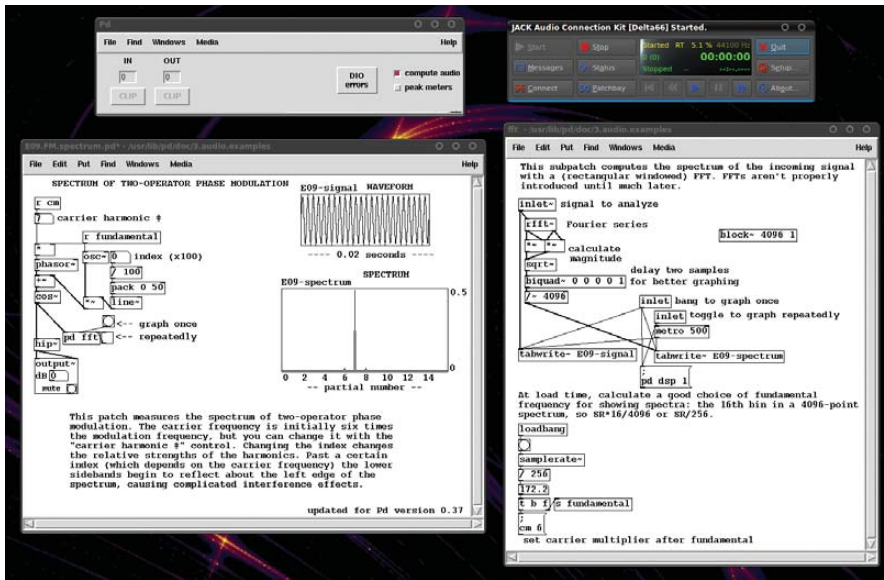 Pd
File Find Windows Media Help
IN OUT
0 0
CLIP CLIP
DIO errors
compute audio
peak meters
JACK Audio Connection Kit [Delta66] Started.
Start Stop
Started RT 5.1 % 44100 Hz
Quit
0 (0) 00:00:00
Messages Status
Stopped
Setup...
Connect Patchbay
About...
E09.FM.spectrum.pd* - /usr/lib/pd/doc/3.audio.examples
File Edit Put Find Windows Media Help
SPECTRUM OF TWO-OPERATOR PHASE MODULATION
r cm
7 carrier harmonic #
r fundamental
*
osc~ 0 index (x100)
phasor~
/ 100
+~
pack 0 50
cos~
*~ line~
<-- graph once
pd fft <-- repeatedly
hip~
output~
dB 0
mute
E09-signal WAVEFORM
---- 0.02 seconds ----
SPECTRUM
E09-spectrum
0.5
0
0 2 4 6 8 10 12 14
-- partial number --
This patch measures the spectrum of two-operator phase
modulation. The carrier frequency is initially six times
the modulation frequency, but you can change it with the
"carrier harmonic #" control. Changing the index changes
the relative strengths of the harmonics. Past a certain
index (which depends on the carrier frequency) the lower
sidebands begin to reflect about the left edge of the
spectrum, causing complicated interference effects.
updated for Pd version 0.37
fft - /usr/lib/pd/doc/3.audio.examples
File Edit Put Find Windows Media Help
This subpatch computes the spectrum of the incoming signal
with a (rectangular windowed) FFT. FFTs aren't properly
introduced until much later.
inlet~ signal to analyze
rfft~ Fourier series
block~ 4096 1
*~ *~ calculate
magnitude
sqrt~
delay two samples
biquad~ 0 0 0 0 1 for better graphing
/~ 4096
inlet bang to graph once
inlet toggle to graph repeatedly
metro 500
tabwrite~ E09-signal
tabwrite~ E09-spectrum
;
pd dsp 1
At load time, calculate a good choice of fundamental
frequency for showing spectra: the 16th bin in a 4096-point
spectrum, so SR*16/4096 or SR/256.
loadbang
samplerate~
/ 256
172.2
t b f s fundamental
;
cm 6
set carrier multiplier after fundamental